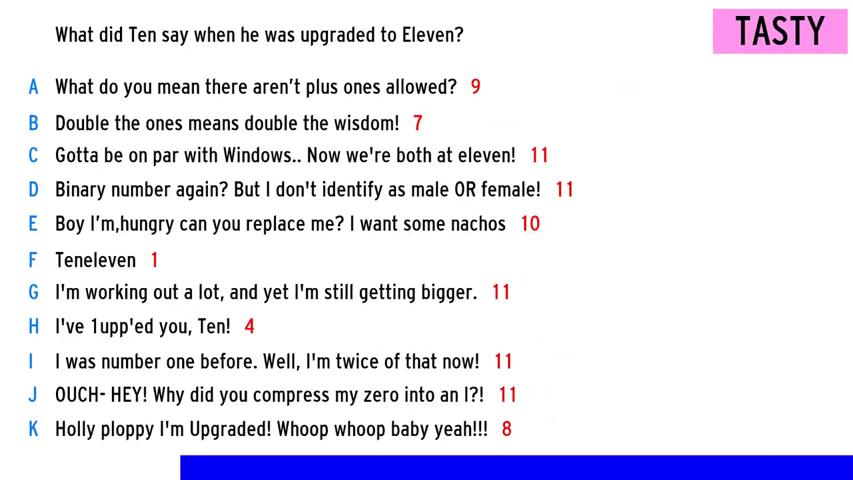 What did Ten say when he was upgraded to Eleven?
TASTY
A What do you mean there aren't plus ones allowed? 9
B Double the ones means double the wisdom! 7
C Gotta be on par with Windows.. Now we're both at eleven! 11
D Binary number again? But I don't identify as male OR female! 11
E Boy I'm,hungry can you replace me? I want some nachos 10
F Teneleven 1
G I'm working out a lot, and yet I'm still getting bigger. 11
H I've 1upp'ed you, Ten! 4
I I was number one before. Well, I'm twice of that now! 11
J OUCH- HEY! Why did you compress my zero into an I?! 11
K Holly ploppy I'm Upgraded! Whoop whoop baby yeah!!! 8